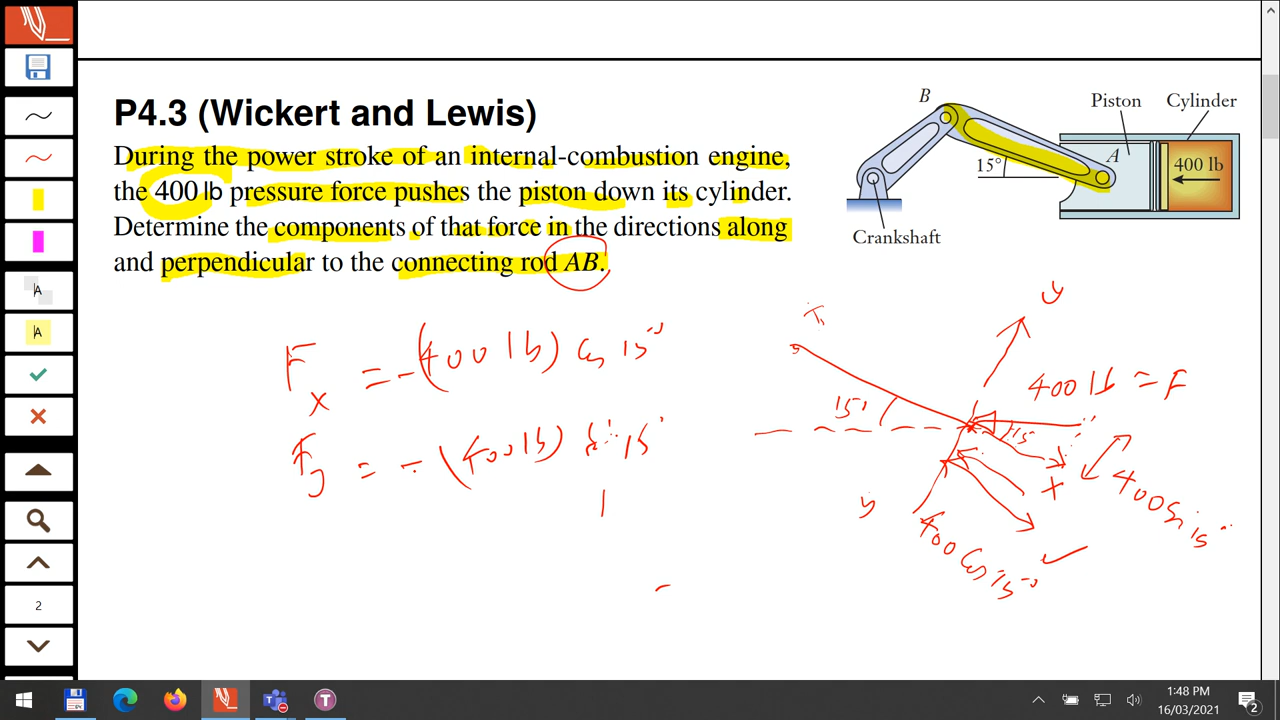 P4.3 (Wickert and Lewis)
During the power stroke of an internal-combustion engine,
the 400 lb pressure force pushes the piston down its cylinder.
Determine the components of that force in the directions along
and perpendicular to the connecting rod AB.
B
Piston
Cylinder
15°
A
400 lb
Crankshaft
Fx = -(400 lb) cos 15°
Fy = -(400 lb) sin 15°
y
400 lb = F
15°
15
x
400 sin 15°
400 cos 15°
A
A
2
1:48 PM
16/03/2021
2